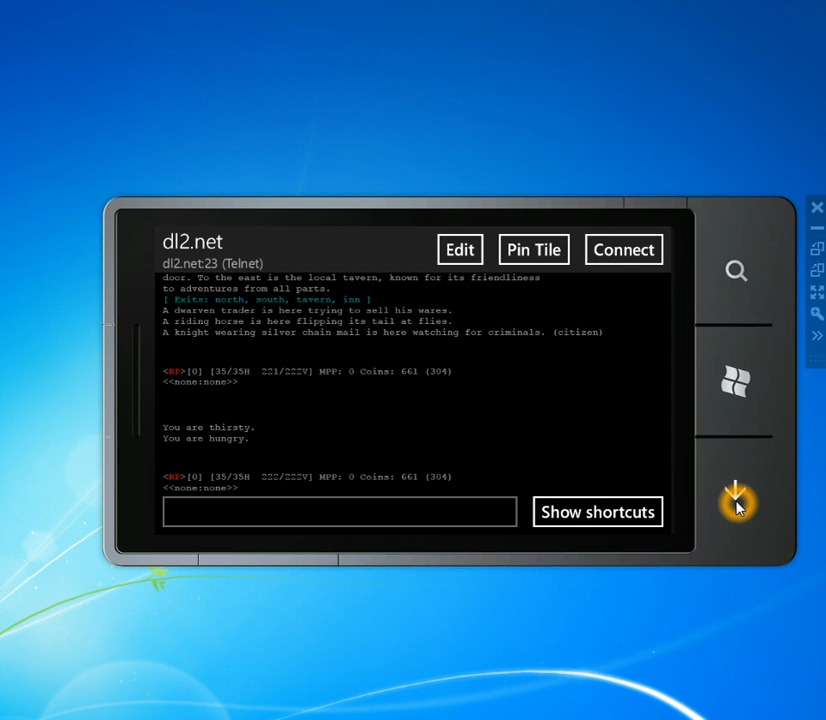 dl2.net
dl2.net:23 (Telnet)
Edit
Pin Tile
Connect
door. To the east is the local tavern, known for its friendliness
to adventures from all parts.
[ Exits: north, south, tavern, inn ]
A dwarven trader is here trying to sell his wares.
A riding horse is here flipping its tail at flies.
A knight wearing silver chain mail is here watching for criminals. (citizen)
<RP>[0] [35/35H 221/222V] MPP: 0 Coins: 661 (304)
<<none:none>>
You are thirsty.
You are hungry.
<RP>[0] [35/35H 222/222V] MPP: 0 Coins: 661 (304)
<<none:none>>
Show shortcuts